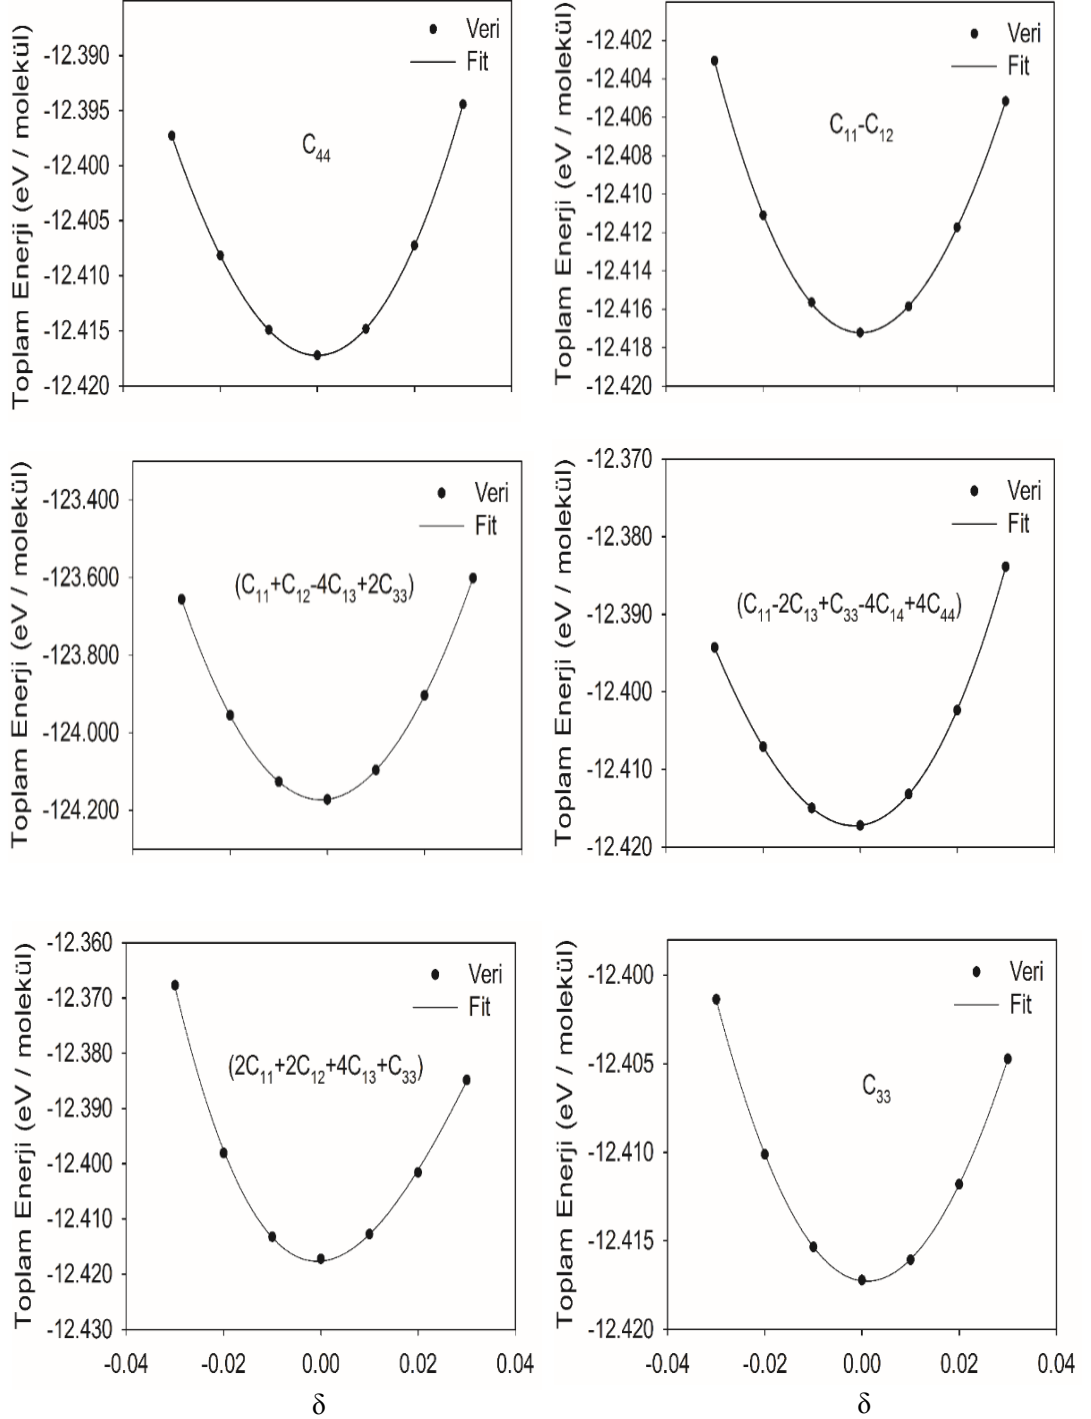 Toplam Enerji (eV / molekül)
-12.390
-12.395
-12.400
-12.405
-12.410
-12.415
-12.420
Veri
Fit
C44
Toplam Enerji (eV / molekül)
-12.402
-12.404
-12.406
-12.408
-12.410
-12.412
-12.414
-12.416
-12.418
-12.420
Veri
Fit
C11-C12
Toplam Enerji (eV / molekül)
-123.400
-123.600
-123.800
-124.000
-124.200
Veri
Fit
(C11+C12-4C13+2C33)
Toplam Enerji (eV / molekül)
-12.370
-12.380
-12.390
-12.400
-12.410
-12.420
Veri
Fit
(C11-2C13+C33-4C14+4C44)
Toplam Enerji (eV / molekül)
-12.360
-12.370
-12.380
-12.390
-12.400
-12.410
-12.420
-12.430
Veri
Fit
(2C11+2C12+4C13+C33)
-0.04 -0.02 0.00 0.02 0.04
δ
Toplam Enerji (eV / molekül)
-12.400
-12.405
-12.410
-12.415
-12.420
Veri
Fit
C33
-0.04 -0.02 0.00 0.02 0.04
δ